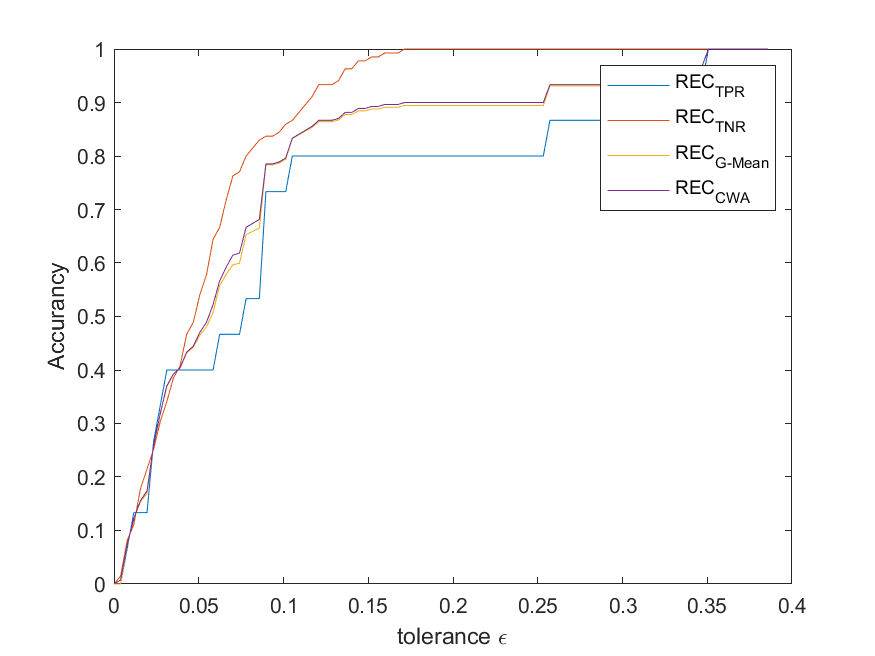 1
0.9
0.8
0.7
0.6
0.5
0.4
0.3
0.2
0.1
0
Accurancy
0 0.05 0.1 0.15 0.2 0.25 0.3 0.35 0.4
tolerance ϵ
REC_TPR
REC_TNR
REC_G-Mean
REC_CWA